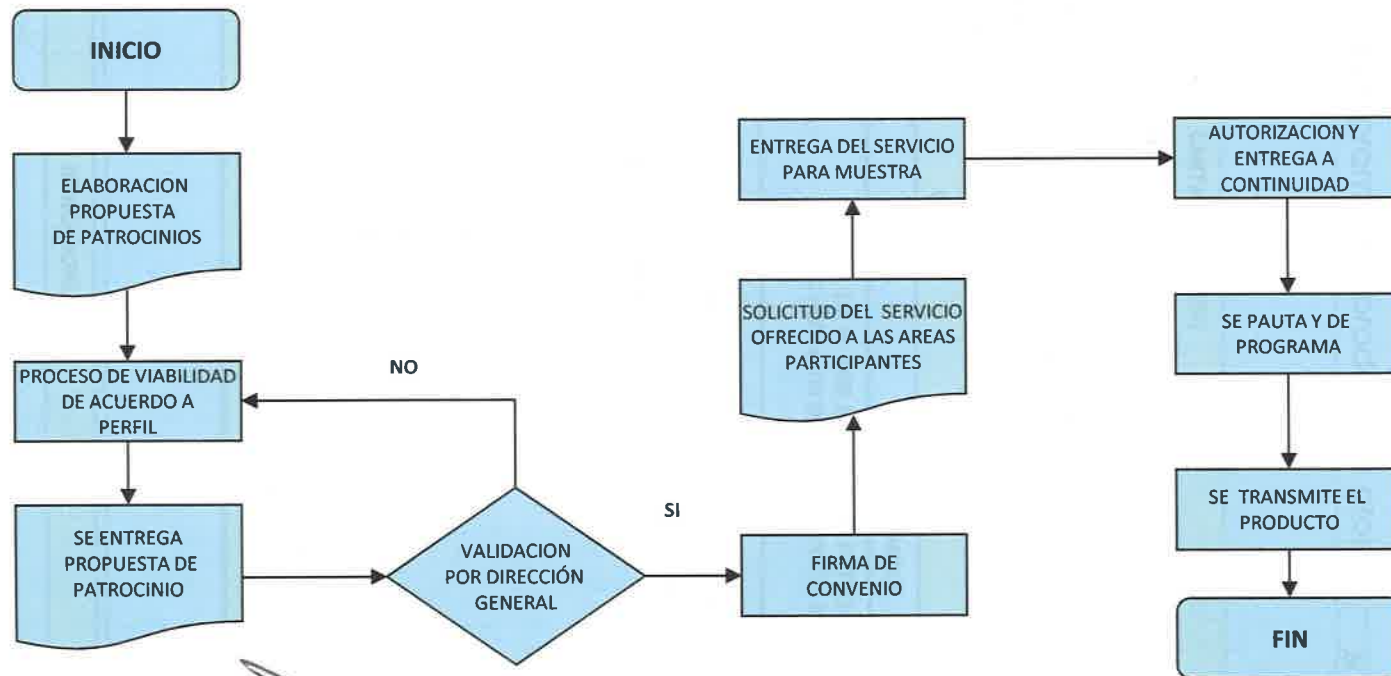 INICIO
ELABORACION
PROPUESTA
DE PATROCINIOS
PROCESO DE VIABILIDAD
DE ACUERDO A
PERFIL
SE ENTREGA
PROPUESTA DE
PATROCINIO
NO
VALIDACION
POR DIRECCIÓN
GENERAL
SI
FIRMA DE
CONVENIO
SOLICITUD DEL SERVICIO
OFRECIDO A LAS AREAS
PARTICIPANTES
ENTREGA DEL SERVICIO
PARA MUESTRA
AUTORIZACION Y
ENTREGA A
CONTINUIDAD
SE PAUTA Y DE
PROGRAMA
SE TRANSMITE EL
PRODUCTO
FIN